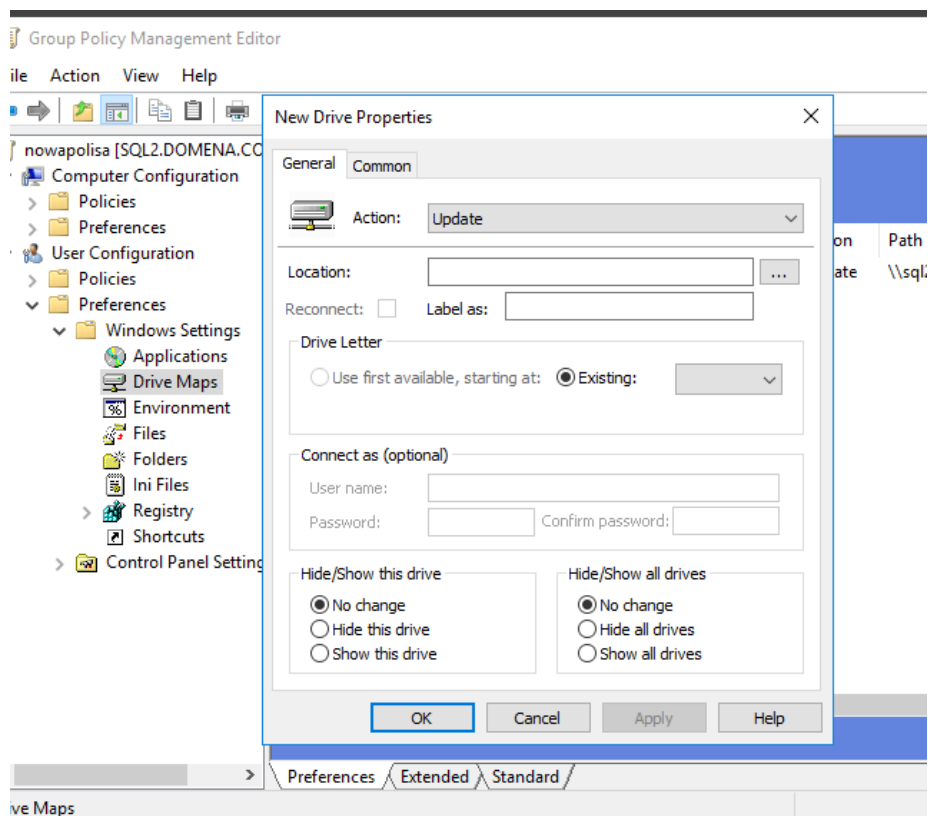 Group Policy Management Editor
ile Action View Help
nowapolisa [SQL2.DOMENA.CO
Computer Configuration
Policies
Preferences
User Configuration
Policies
Preferences
Windows Settings
Applications
Drive Maps
Environment
Files
Folders
Ini Files
Registry
Shortcuts
Control Panel Setting
New Drive Properties
General Common
Action: Update
Location: ...
Reconnect: Label as:
Drive Letter
Use first available, starting at: Existing:
Connect as (optional)
User name:
Password: Confirm password:
Hide/Show this drive
No change
Hide this drive
Show this drive
Hide/Show all drives
No change
Hide all drives
Show all drives
OK Cancel Apply Help
on Path
ate \\sql2
Preferences Extended Standard
ive Maps